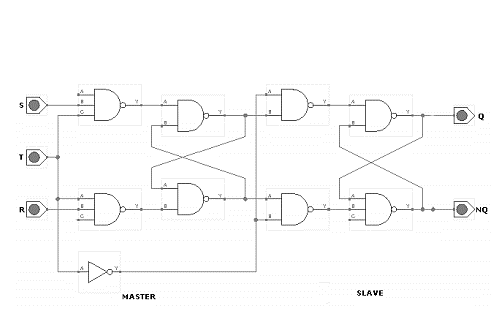 A A
B Y A Y B Y A Y
S C B B Q
T
A A A A
R B Y B Y B Y B Y NQ
C C
A Y
MASTER SLAVE